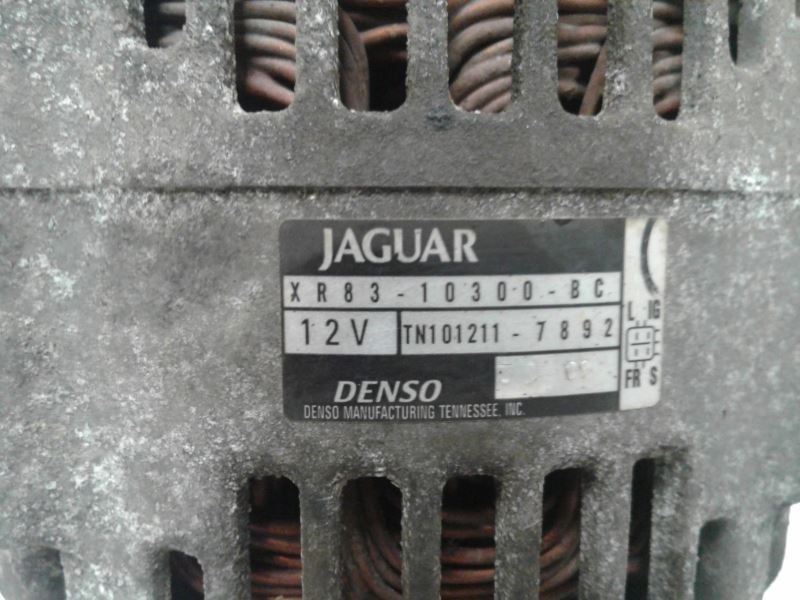 JAGUAR
XR83-10300-BC
12V TN101211-7892
L IG
FR S
DENSO
DENSO MANUFACTURING TENNESSEE, INC.